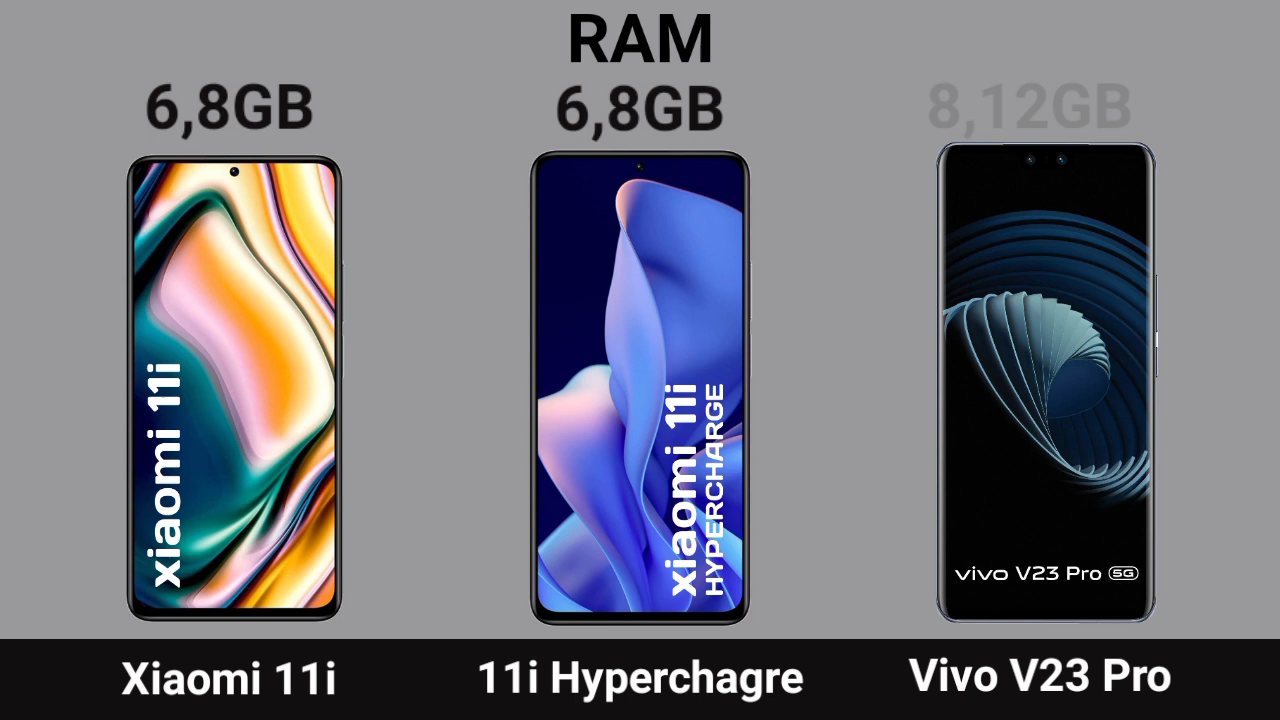 RAM
6,8GB
6,8GB
8,12GB
xiaomi 11i
xiaomi 11i
HYPERCHARGE
vivo V23 Pro 5G
Xiaomi 11i
11i Hyperchagre
Vivo V23 Pro